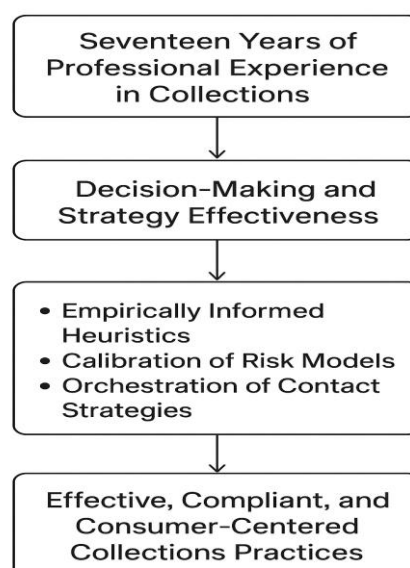 Seventeen Years of
Professional Experience
in Collections
Decision-Making and
Strategy Effectiveness
• Empirically Informed
Heuristics
• Calibration of Risk Models
• Orchestration of Contact
Strategies
Effective, Compliant, and
Consumer-Centered
Collections Practices